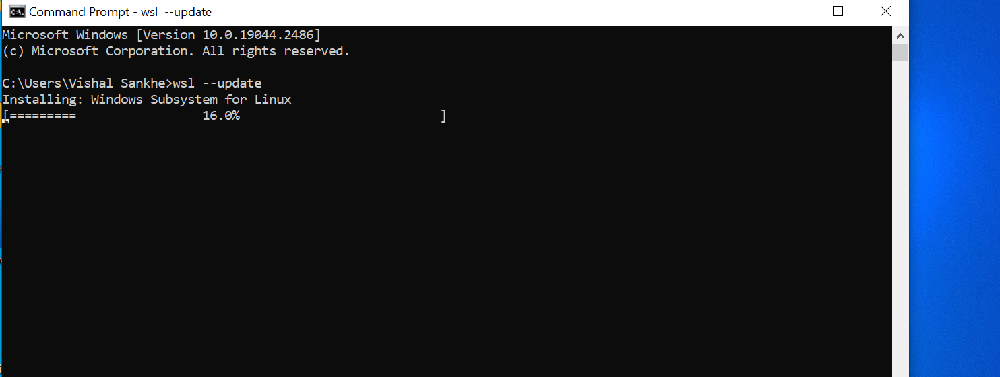 Command Prompt - wsl  --update
Microsoft Windows [Version 10.0.19044.2486]
(c) Microsoft Corporation. All rights reserved.
C:\Users\Vishal Sankhe>wsl --update
Installing: Windows Subsystem for Linux
[=========                 16.0%                           ]